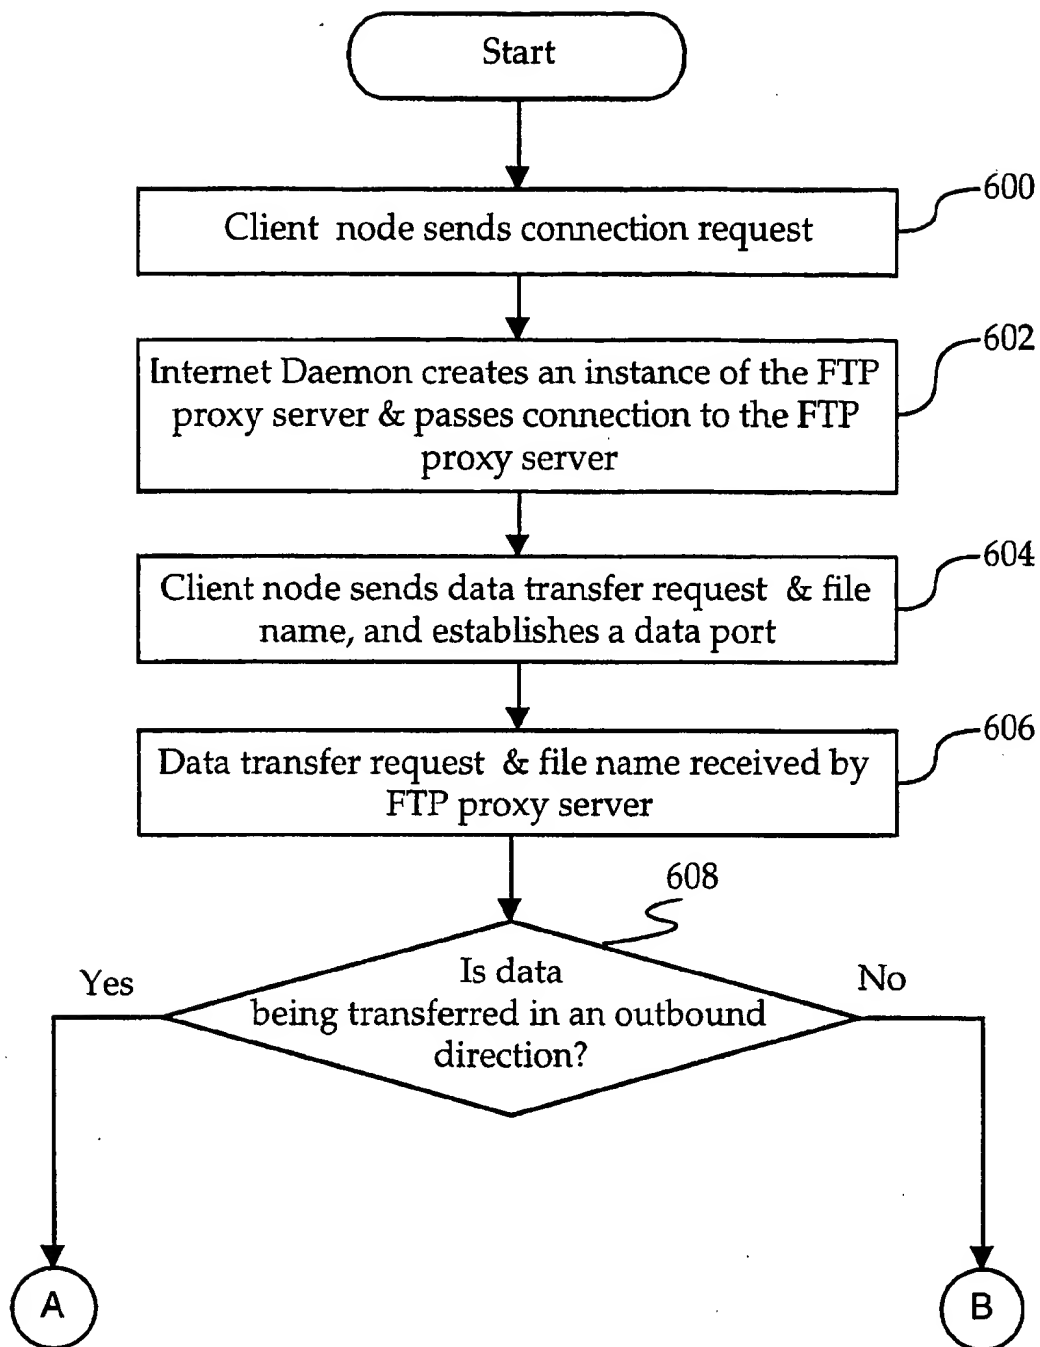 Start
600
Client node sends connection request
602
Internet Daemon creates an instance of the FTP
proxy server & passes connection to the FTP
proxy server
604
Client node sends data transfer request & file
name, and establishes a data port
606
Data transfer request & file name received by
FTP proxy server
608
Is data
being transferred in an outbound
direction?
Yes
No
A
B